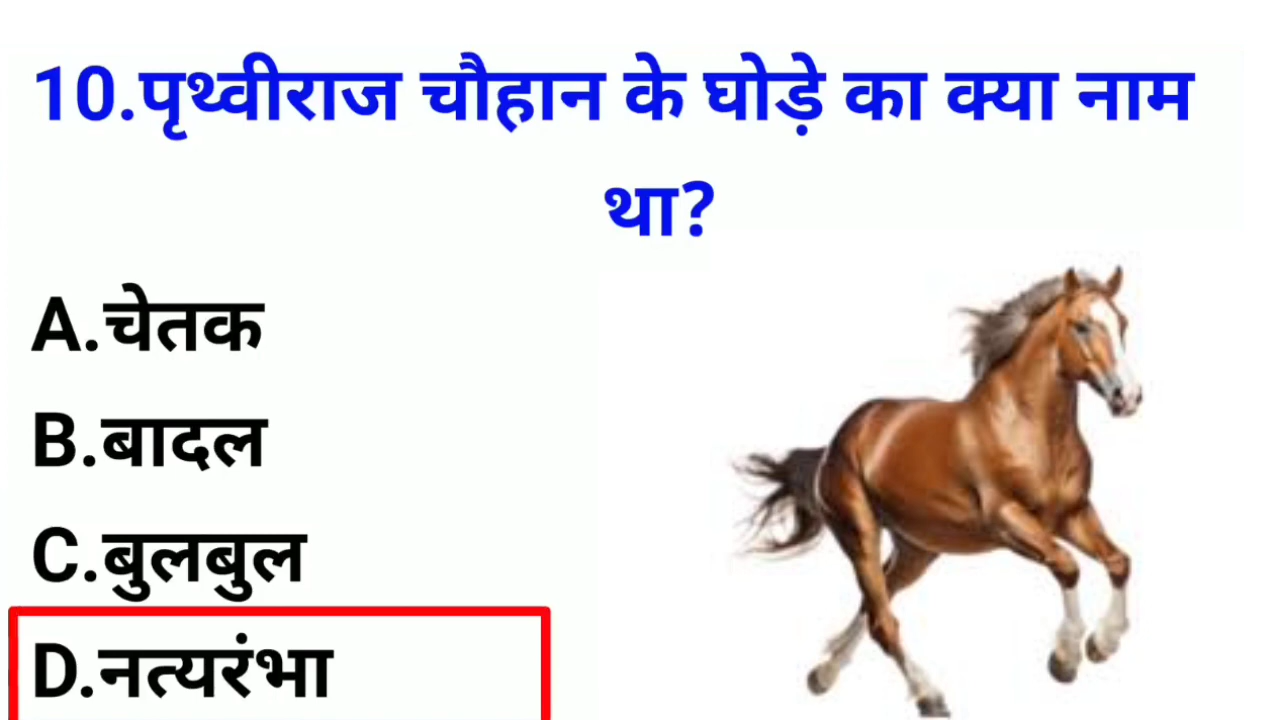 10.पृथ्वीराज चौहान के घोड़े का क्या नाम
था?
A.चेतक
B.बादल
C.बुलबुल
D.नत्यरंभा